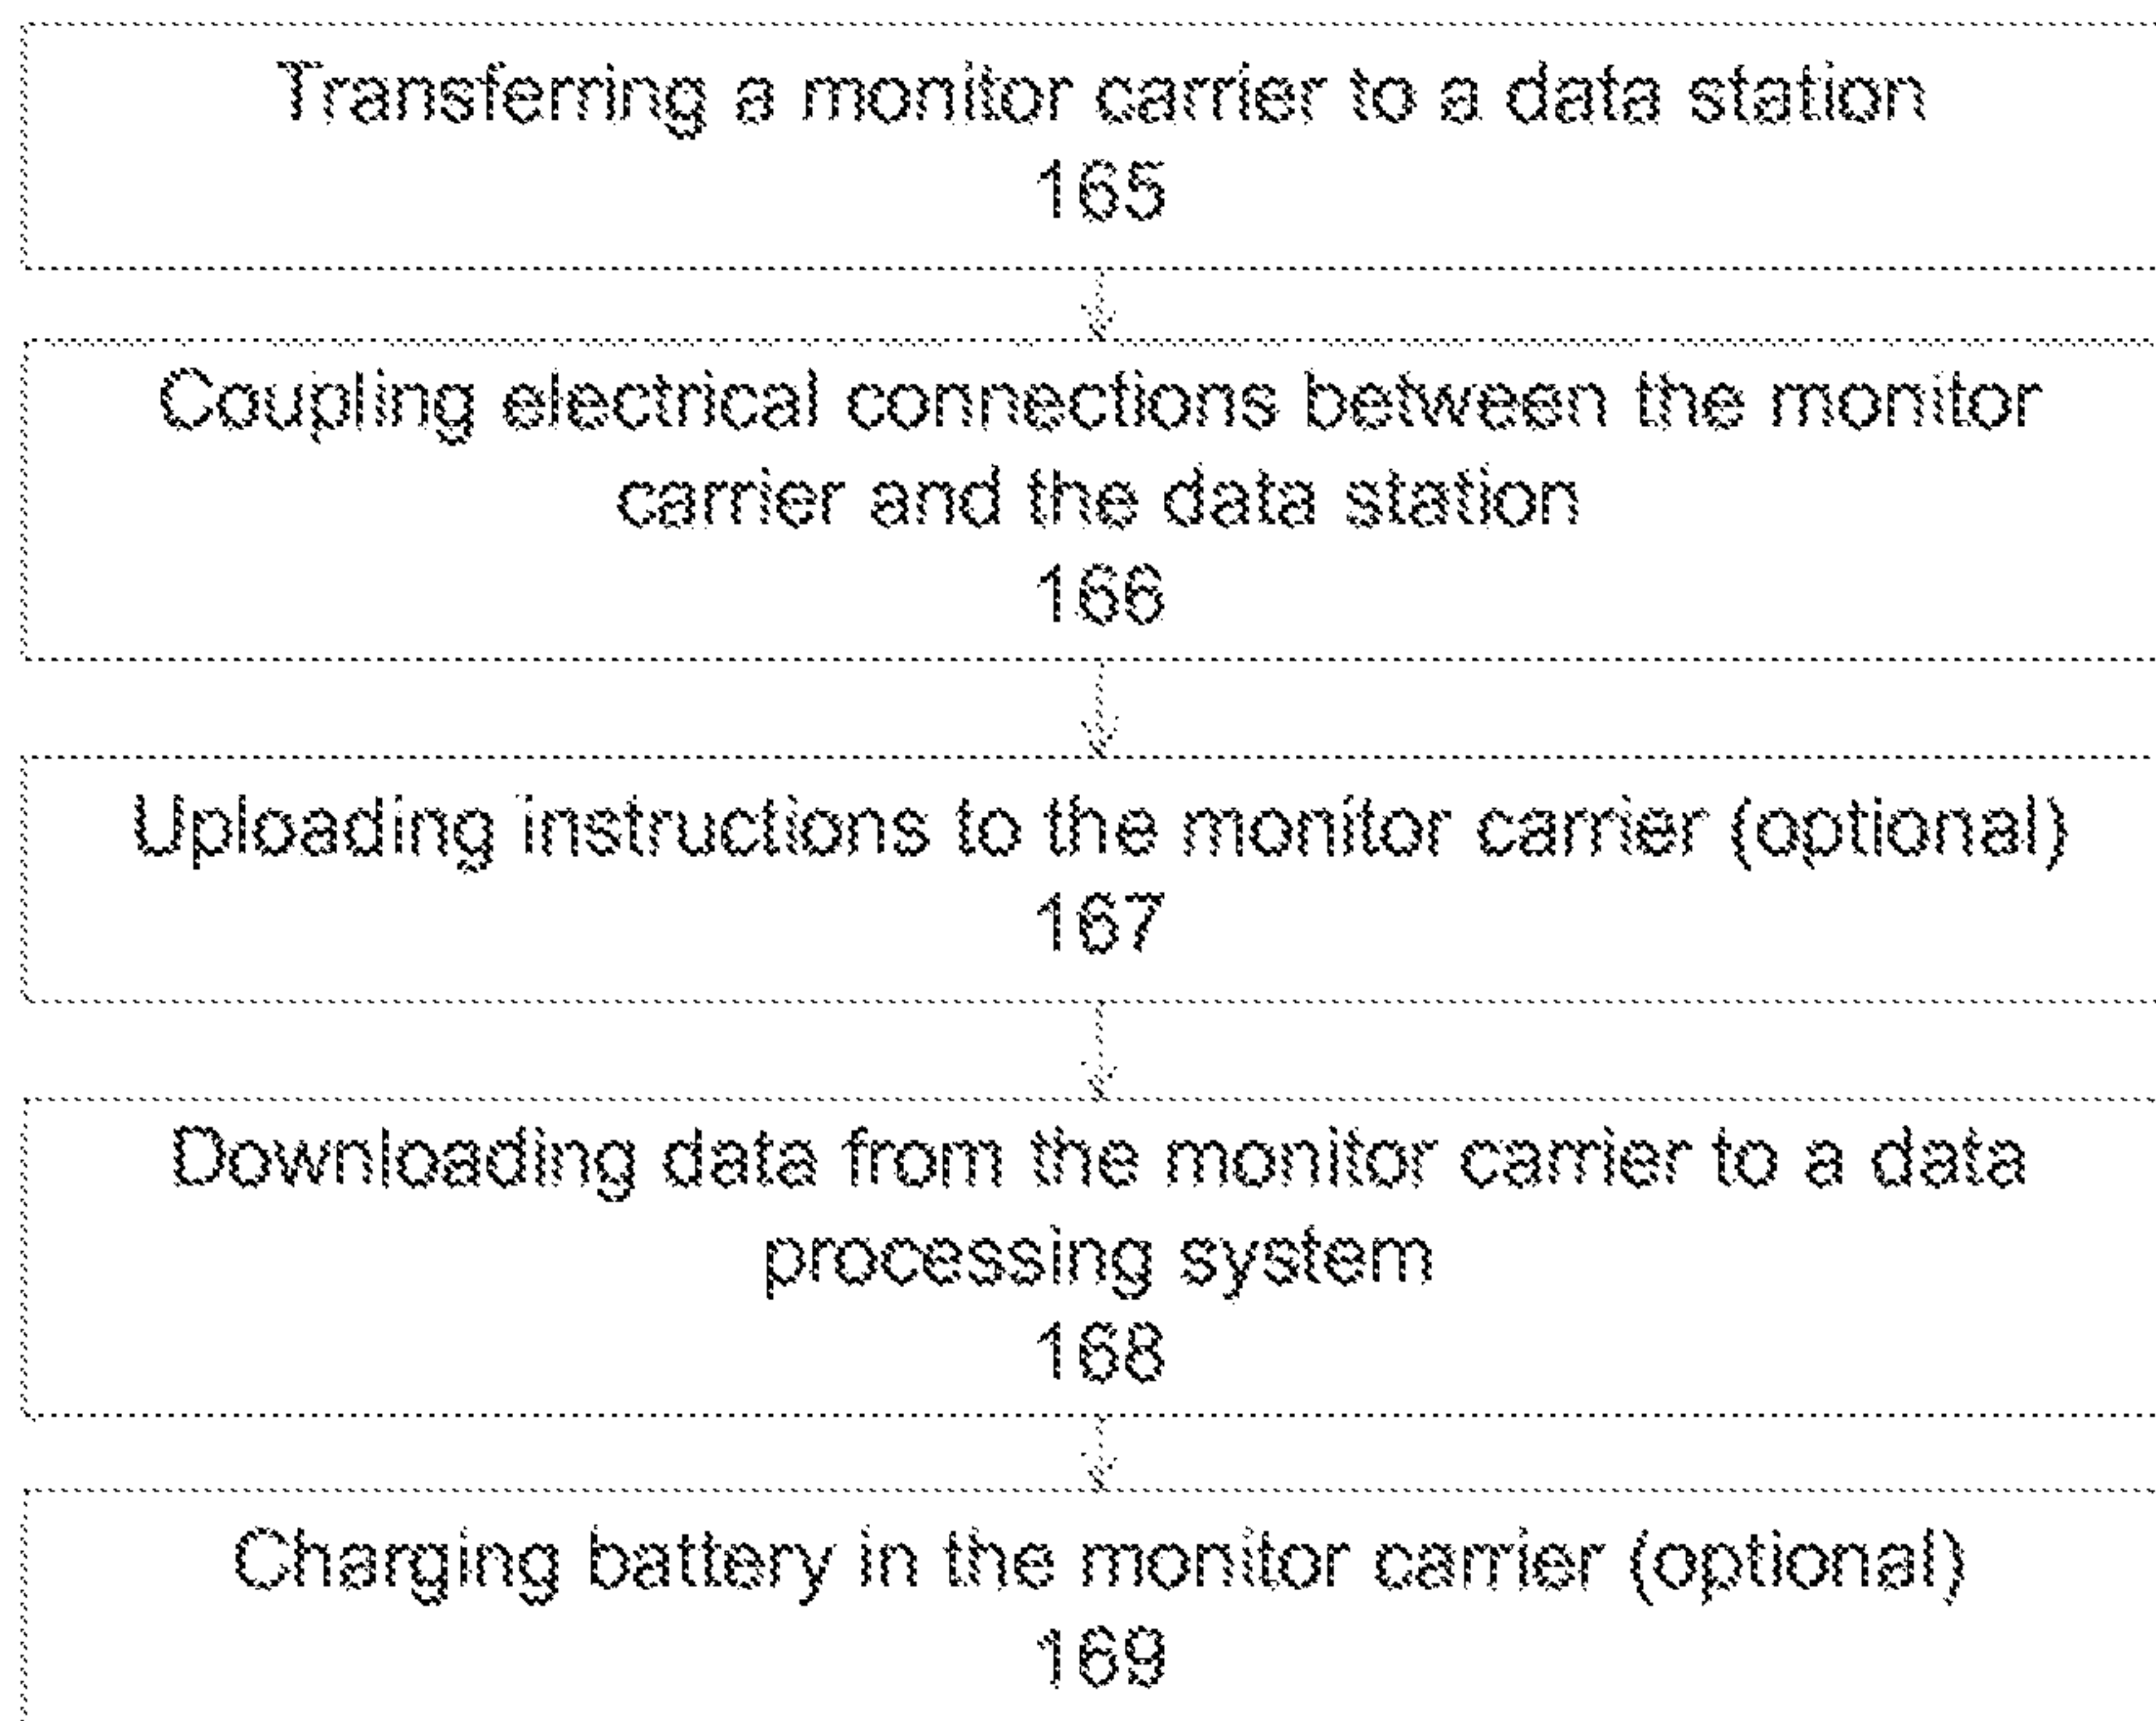 Transferring a monitor carrier to a data station
165
Coupling electrical connections between the monitor
carrier and the data station
166
Uploading instructions to the monitor carrier (optional)
167
Downloading data from the monitor carrier to a data
processing system
168
Charging battery in the monitor carrier (optional)
169